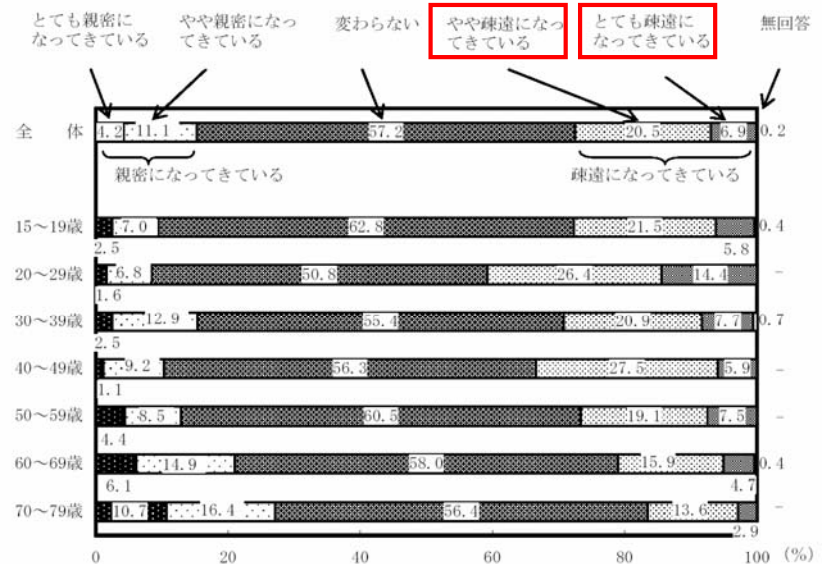 とても親密に
なってきている
やや親密になっ
てきている
変わらない
やや疎遠になっ
てきている
とても疎遠に
なってきている
無回答
全 体 4.2 11.1 57.2 20.5 6.9 0.2
親密になってきている 疎遠になってきている
15～19歳 7.0 62.8 21.5 0.4
2.5 5.8
20～29歳 6.8 50.8 26.4 14.4 −
1.6
30～39歳 12.9 55.4 20.9 7.7 0.7
2.5
40～49歳 9.2 56.3 27.5 5.9 −
1.1
50～59歳 8.5 60.5 19.1 7.5 −
4.4
60～69歳 14.9 58.0 15.9 0.4
6.1 4.7
70～79歳 10.7 16.4 56.4 13.6 −
2.9
0 20 40 60 80 100 (%)